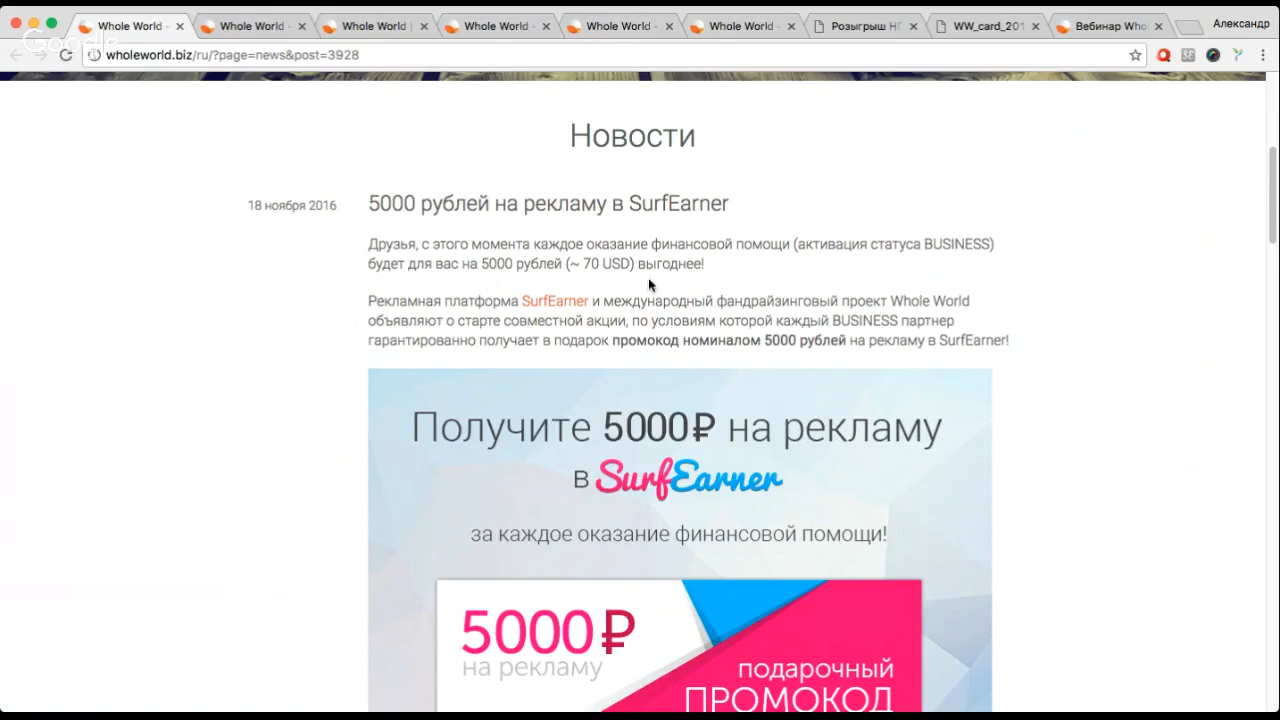 Whole World -
Whole World -
Whole World |
Whole World -
Whole World -
Whole World -
Розыгрыш НГ
WW_card_201
Вебинар Who
Александр
Google
wholeworld.biz/ru/?page=news&post=3928
Новости
18 ноября 2016
5000 рублей на рекламу в SurfEarner
Друзья, с этого момента каждое оказание финансовой помощи (активация статуса BUSINESS)
будет для вас на 5000 рублей (~ 70 USD) выгоднее!
Рекламная платформа SurfEarner и международный фандрайзинговый проект Whole World
объявляют о старте совместной акции, по условиям которой каждый BUSINESS партнер
гарантированно получает в подарок промокод номиналом 5000 рублей на рекламу в SurfEarner!
Получите 5000₽ на рекламу
в SurfEarner
за каждое оказание финансовой помощи!
5000₽
на рекламу
подарочный
ПРОМОКОД